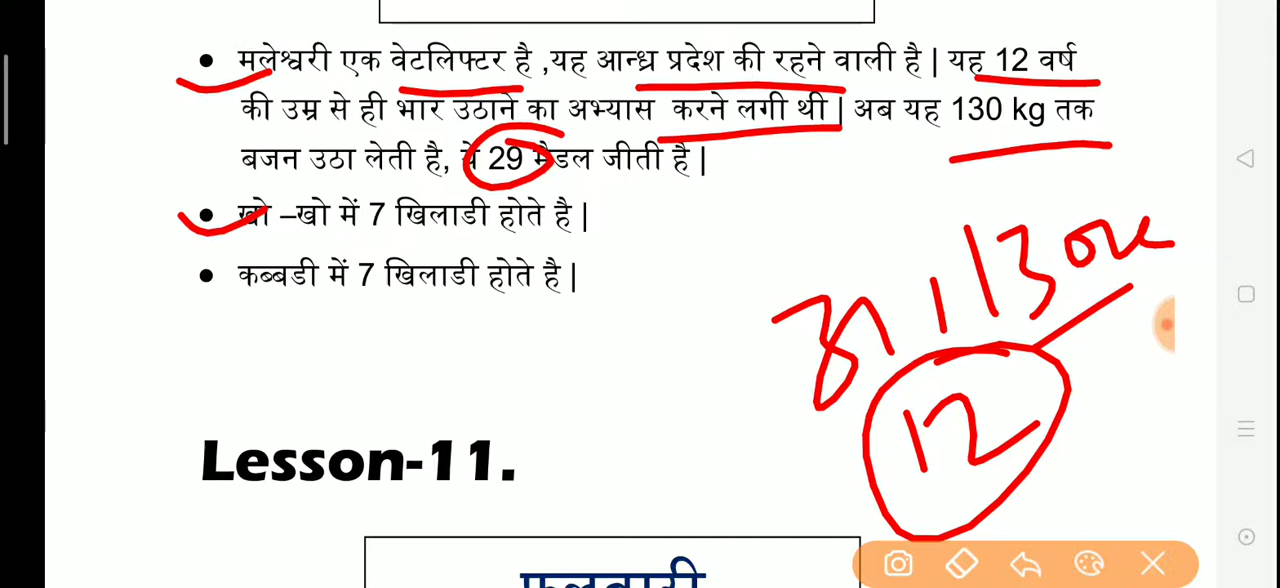 मलेश्वरी एक वेटलिफ्टर है ,यह आन्ध्र प्रदेश की रहने वाली है | यह 12 वर्ष
की उम्र से ही भार उठाने का अभ्यास करने लगी थी | अब यह 130 kg तक
बजन उठा लेती है, ये 29 मैडल जीती है |
खो –खो में 7 खिलाडी होते है |
कब्बडी में 7 खिलाडी होते है |
130
12
Lesson-11.